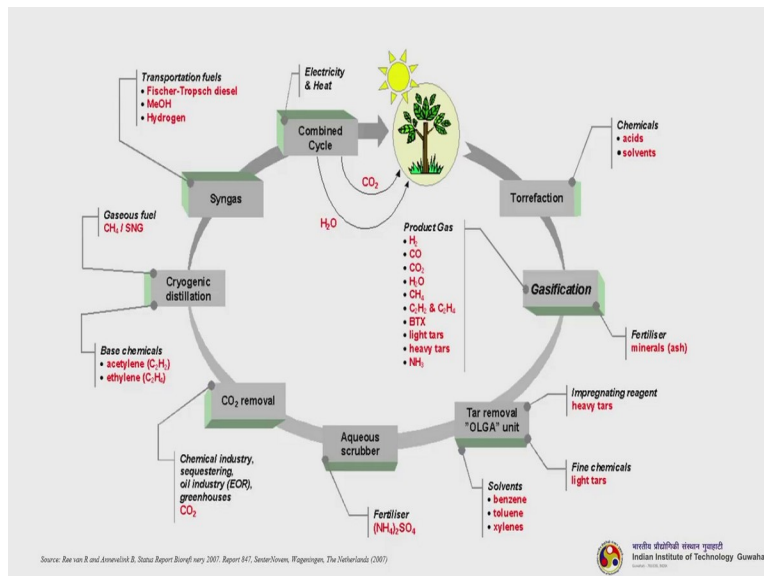 Transportation fuels
• Fischer-Tropsch diesel
• MeOH
• Hydrogen
Electricity
& Heat
Combined
Cycle
Chemicals
• acids
• solvents
CO₂
Syngas
Torrefaction
H₂O
Gaseous fuel
CH₄ / SNG
Product Gas
• H₂
• CO
• CO₂
• H₂O
• CH₄
• C₂H₂ & C₂H₄
• BTX
• light tars
• heavy tars
• NH₃
Cryogenic
distillation
Gasification
Fertiliser
minerals (ash)
Base chemicals
• acetylene (C₂H₂)
• ethylene (C₂H₄)
CO₂ removal
Impregnating reagent
heavy tars
Tar removal
"OLGA" unit
Aqueous
scrubber
Chemical industry,
sequestering,
oil industry (EOR),
greenhouses
CO₂
Fine chemicals
light tars
Solvents
• benzene
• toluene
• xylenes
Fertiliser
(NH₄)₂SO₄
Source: Ree van R and Annevelink B, Status Report Biorefi nery 2007. Report 847, SenterNovem, Wageningen, The Netherlands (2007)
भारतीय प्रौद्योगिकी संस्थान गुवाहाटी
Indian Institute of Technology Guwaha